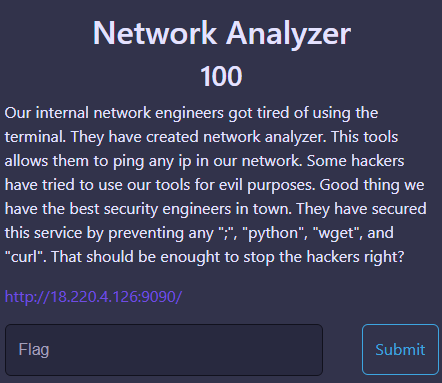 Network Analyzer
100
Our internal network engineers got tired of using the
terminal. They have created network analyzer. This tools
allows them to ping any ip in our network. Some hackers
have tried to use our tools for evil purposes. Good thing we
have the best security engineers in town. They have secured
this service by preventing any ";", "python", "wget", and
"curl". That should be enought to stop the hackers right?
http://18.220.4.126:9090/
Flag
Submit